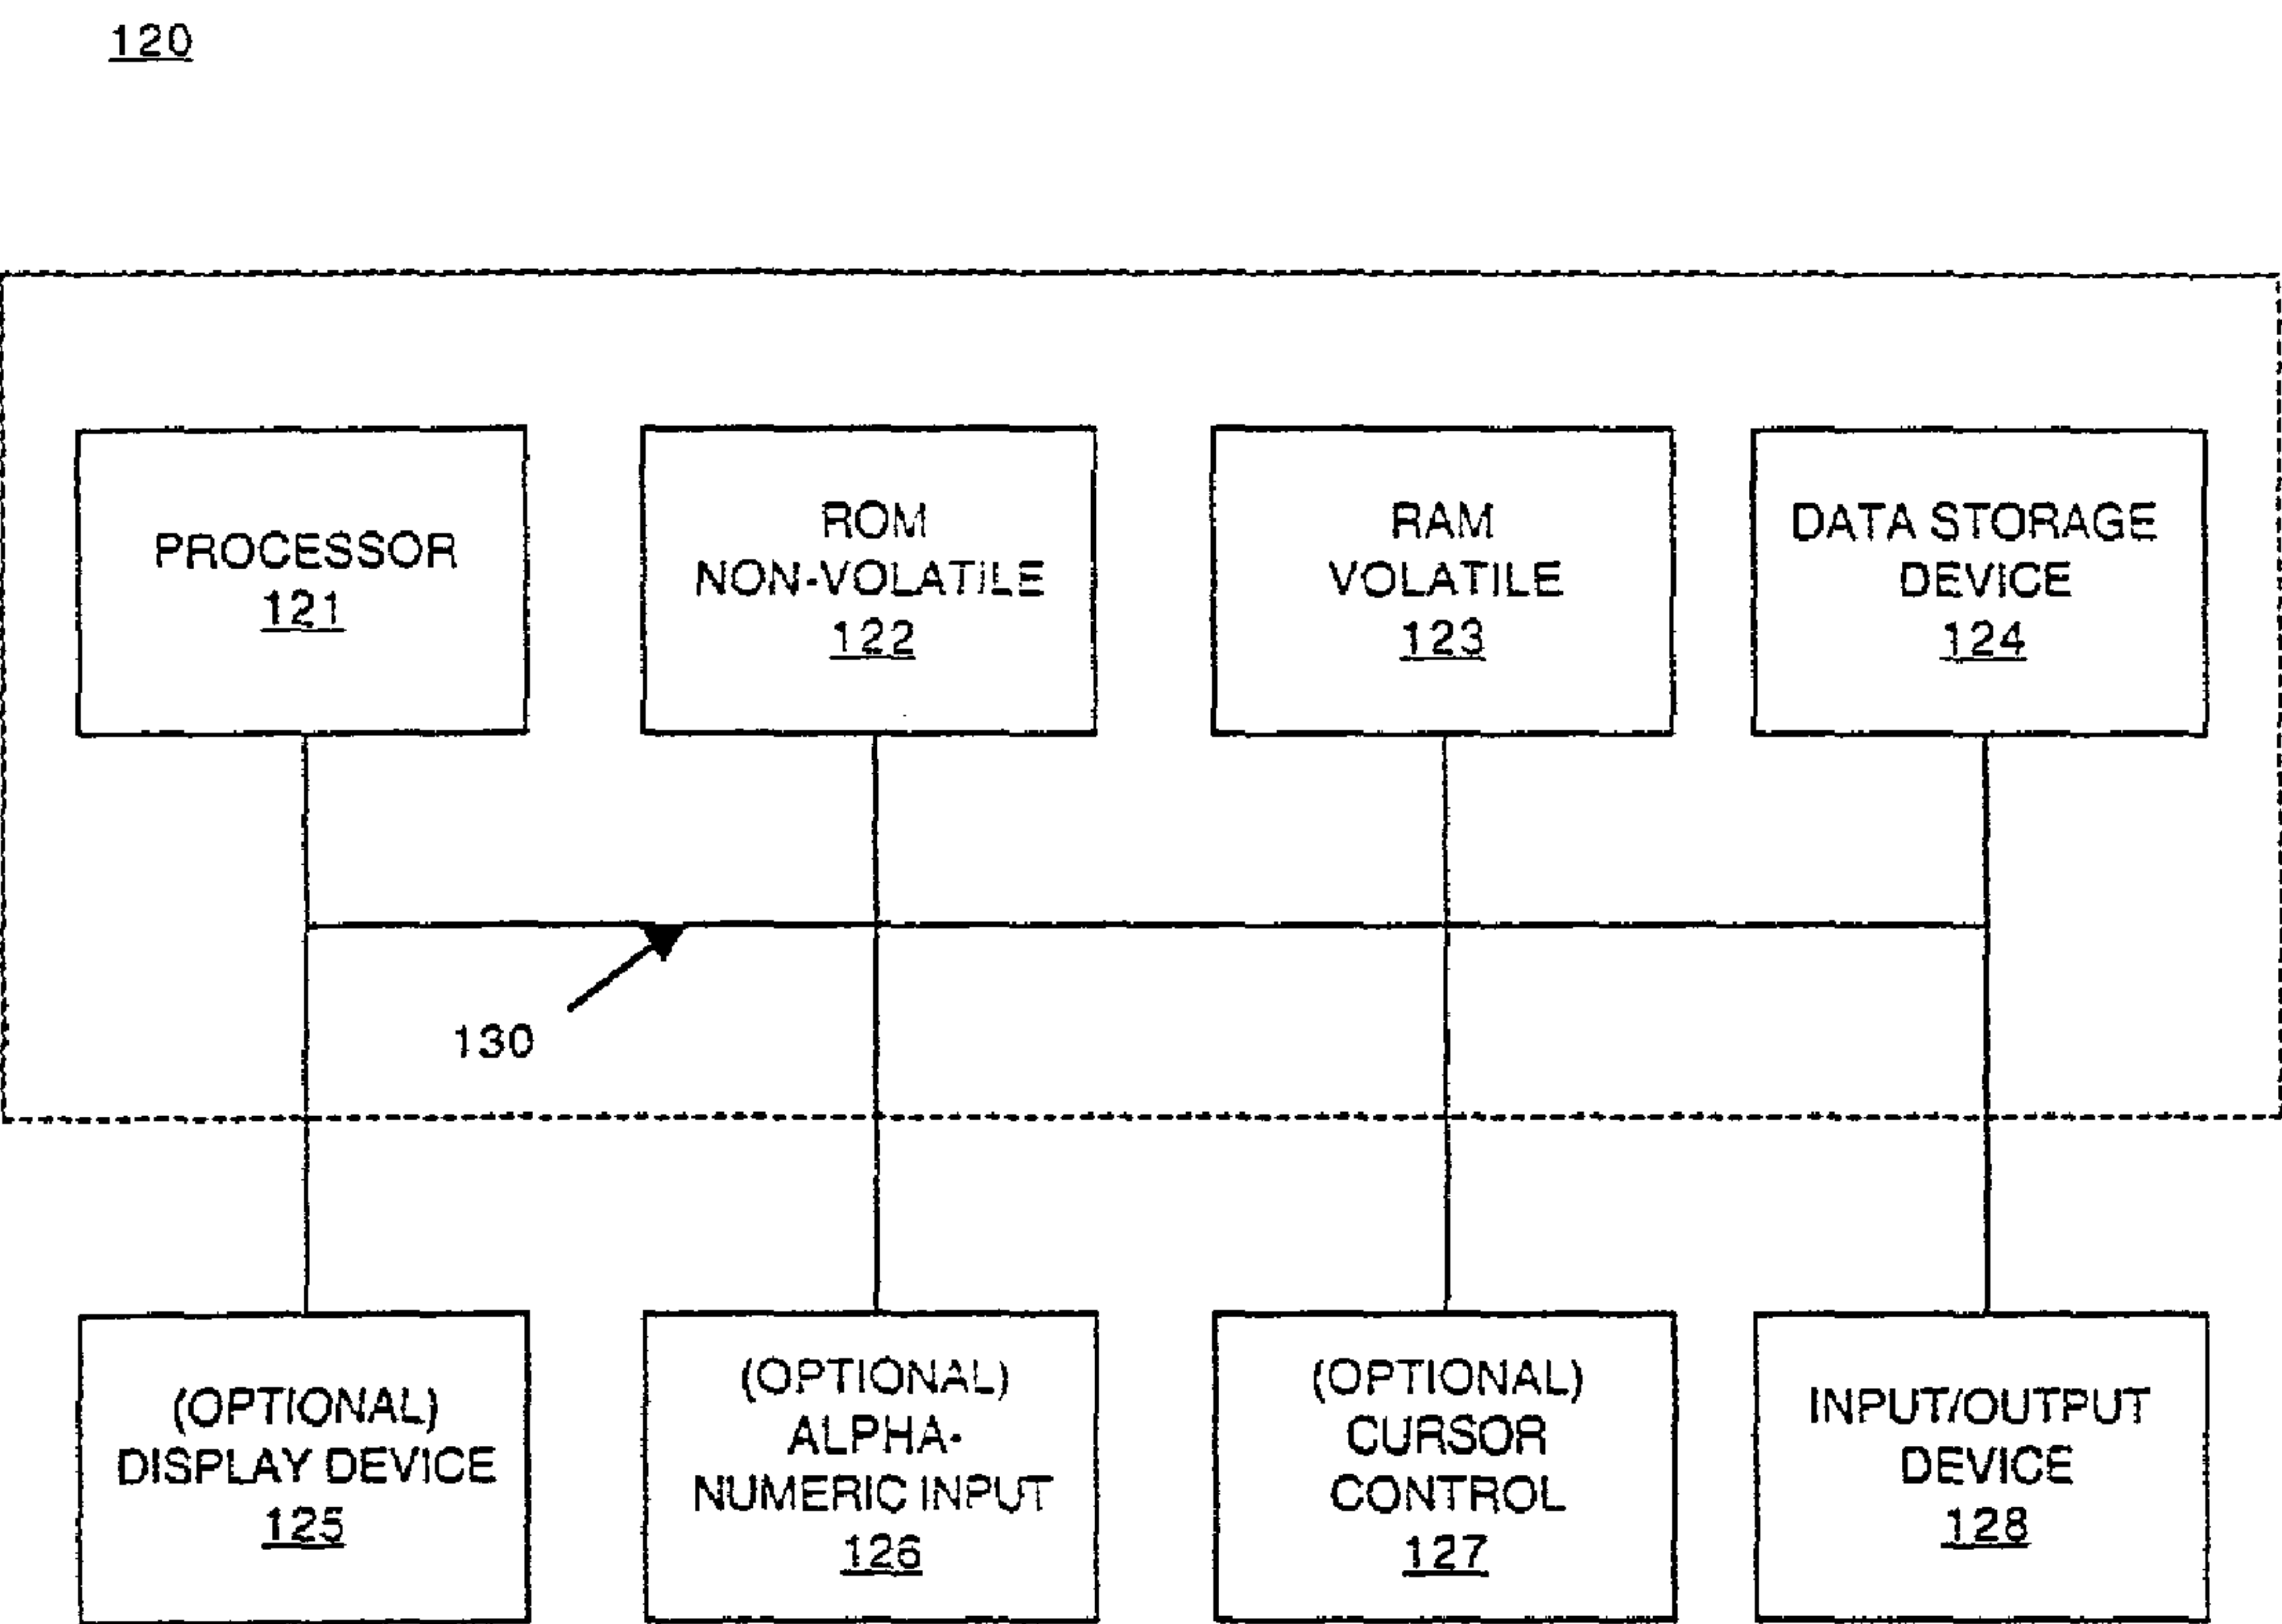 120
PROCESSOR
121
ROM
NON-VOLATILE
122
RAM
VOLATILE
123
DATA STORAGE
DEVICE
124
130
(OPTIONAL)
DISPLAY DEVICE
125
(OPTIONAL)
ALPHA-
NUMERIC INPUT
126
(OPTIONAL)
CURSOR
CONTROL
127
INPUT/OUTPUT
DEVICE
128